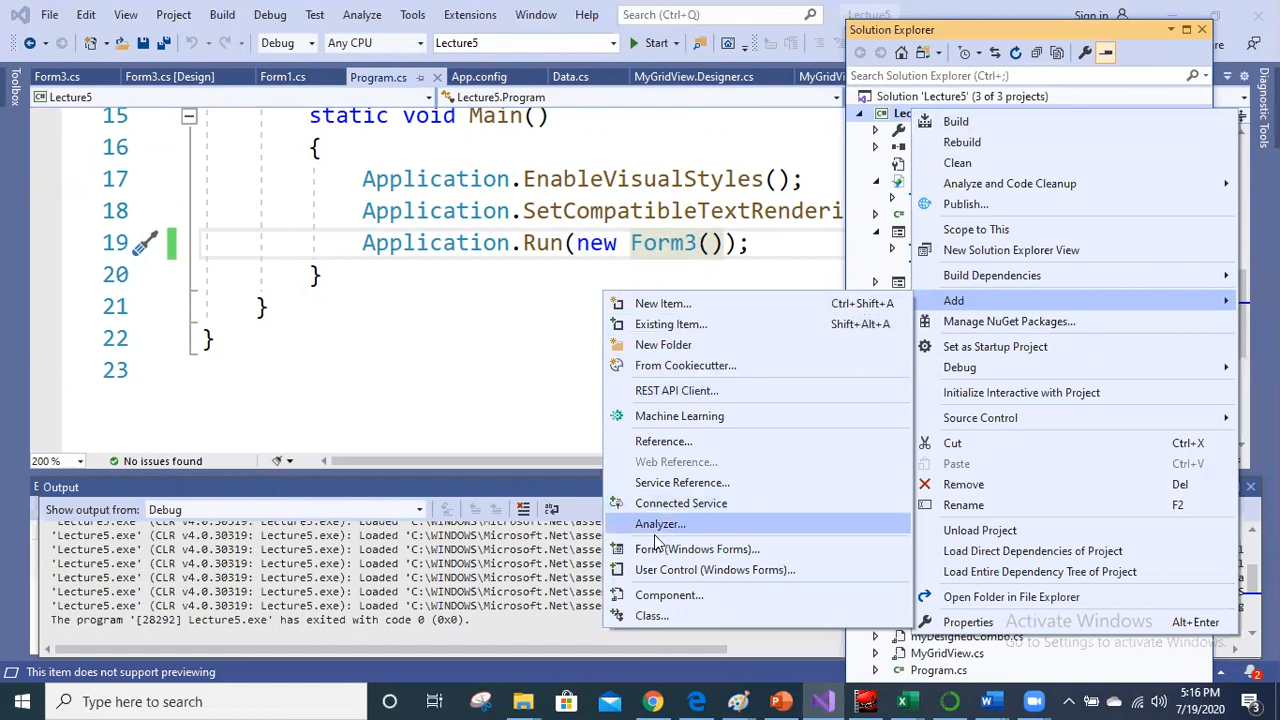 File Edit View Project Build Debug Test Analyze Tools Extensions Window Help Search (Ctrl+Q) Lecture5 Sign in
Debug Any CPU Lecture5 Start
Form3.cs Form3.cs [Design] Form1.cs Program.cs App.config Data.cs MyGridView.Designer.cs MyGridV
Lecture5 Lecture5.Program
15 static void Main()
16 {
17 Application.EnableVisualStyles();
18 Application.SetCompatibleTextRenderi
19 Application.Run(new Form3());
20 }
21 }
22 }
23
200 % No issues found
Output
Show output from: Debug
'Lecture5.exe' (CLR v4.0.30319: Lecture5.exe): Loaded 'C:\WINDOWS\Microsoft.Net\asse
'Lecture5.exe' (CLR v4.0.30319: Lecture5.exe): Loaded 'C:\WINDOWS\Microsoft.Net\asse
'Lecture5.exe' (CLR v4.0.30319: Lecture5.exe): Loaded 'C:\WINDOWS\Microsoft.Net\asse
'Lecture5.exe' (CLR v4.0.30319: Lecture5.exe): Loaded 'C:\WINDOWS\Microsoft.Net\asse
'Lecture5.exe' (CLR v4.0.30319: Lecture5.exe): Loaded 'C:\WINDOWS\Microsoft.Net\asse
'Lecture5.exe' (CLR v4.0.30319: Lecture5.exe): Loaded 'C:\WINDOWS\Microsoft.Net\asse
The program '[28292] Lecture5.exe' has exited with code 0 (0x0).
This item does not support previewing
Toolbox
Diagnostic Tools
New Item... Ctrl+Shift+A
Existing Item... Shift+Alt+A
New Folder
From Cookiecutter...
REST API Client...
Machine Learning
Reference...
Web Reference...
Service Reference...
Connected Service
Analyzer...
Form (Windows Forms)...
User Control (Windows Forms)...
Component...
Class...
Solution Explorer
Search Solution Explorer (Ctrl+;)
Solution 'Lecture5' (3 of 3 projects)
Lec
Build
Rebuild
Clean
Analyze and Code Cleanup
Publish...
Scope to This
New Solution Explorer View
Build Dependencies
Add
Manage NuGet Packages...
Set as Startup Project
Debug
Initialize Interactive with Project
Source Control
Cut Ctrl+X
Paste Ctrl+V
Remove Del
Rename F2
Unload Project
Load Direct Dependencies of Project
Load Entire Dependency Tree of Project
Open Folder in File Explorer
Properties Alt+Enter
myDesignedCombo.cs
MyGridView.cs
Program.cs
Activate Windows
Go to Settings to activate Windows.
2
Type here to search
5:16 PM
7/19/2020
3